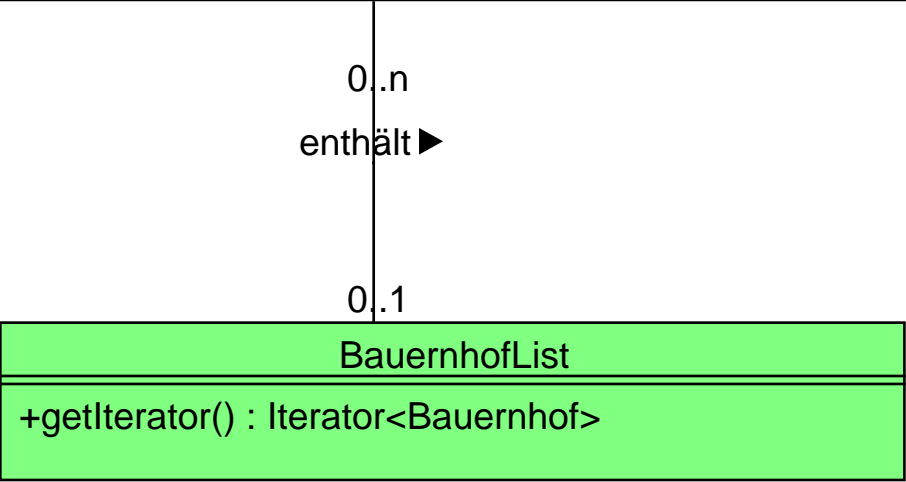 0..n
enthält ▶
0..1
BauernhofList
+getIterator() : Iterator<Bauernhof>